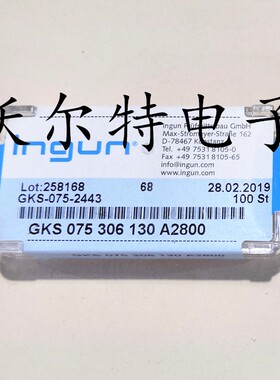 沃尔特电子
ingun Prüfmittelbau GmbH
Max-Stromeyer-Straße 162
D-78467 Konstanz
Tel. +49 7531 8105-0
Fax +49 7531 8105-65
info@ingun.com
www.ingun.com
ingun®
Lot:258168 68 28.02.2019
GKS-075-2443 100 St
GKS 075 306 130 A2800